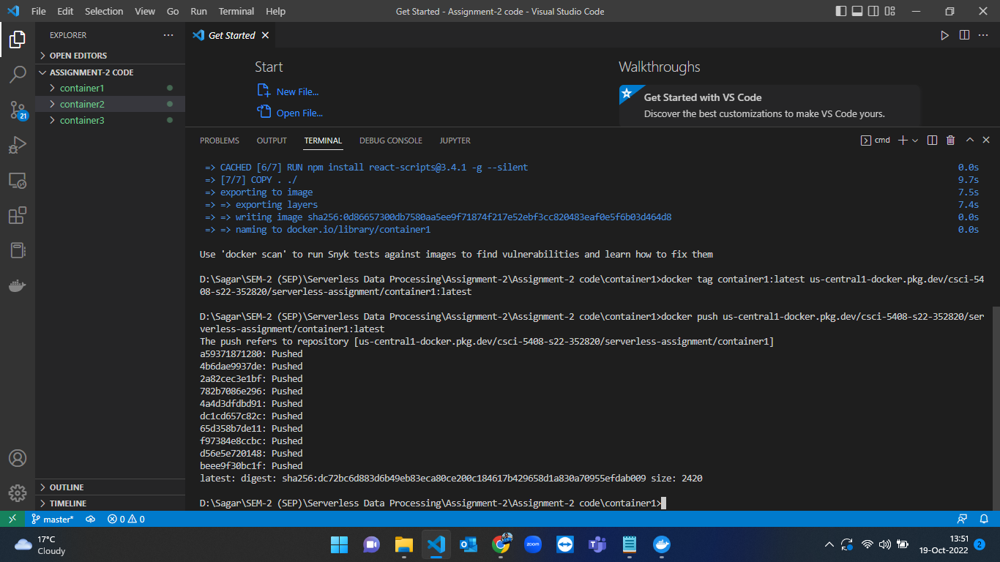 File Edit Selection View Go Run Terminal Help
Get Started - Assignment-2 code - Visual Studio Code
EXPLORER
OPEN EDITORS
ASSIGNMENT-2 CODE
container1
container2
container3
21
Get Started
Start
New File...
Open File...
Walkthroughs
Get Started with VS Code
Discover the best customizations to make VS Code yours.
PROBLEMS OUTPUT TERMINAL DEBUG CONSOLE JUPYTER
cmd
=> CACHED [6/7] RUN npm install react-scripts@3.4.1 -g --silent 0.0s
=> [7/7] COPY . ./ 9.7s
=> exporting to image 7.5s
=> => exporting layers 7.4s
=> => writing image sha256:0d86657300db7580aa5ee9f71874f217e52ebf3cc820483eaf0e5f6b03d464d8 0.0s
=> => naming to docker.io/library/container1 0.0s
Use 'docker scan' to run Snyk tests against images to find vulnerabilities and learn how to fix them
D:\Sagar\SEM-2 (SEP)\Serverless Data Processing\Assignment-2\Assignment-2 code\container1>docker tag container1:latest us-central1-docker.pkg.dev/csci-54
08-s22-352820/serverless-assignment/container1:latest
D:\Sagar\SEM-2 (SEP)\Serverless Data Processing\Assignment-2\Assignment-2 code\container1>docker push us-central1-docker.pkg.dev/csci-5408-s22-352820/ser
verless-assignment/container1:latest
The push refers to repository [us-central1-docker.pkg.dev/csci-5408-s22-352820/serverless-assignment/container1]
a59371871280: Pushed
4b6dae9937de: Pushed
2a82cec3e1bf: Pushed
782b7086e296: Pushed
4a4d3dfdbd91: Pushed
dc1cd657c82c: Pushed
65d358b7de11: Pushed
f97384e8ccbc: Pushed
d56e5e720148: Pushed
beee9f30bc1f: Pushed
latest: digest: sha256:dc72bc6d883d6b49eb83eca80ce200c184617b429658d1a830a70955efdab009 size: 2420
D:\Sagar\SEM-2 (SEP)\Serverless Data Processing\Assignment-2\Assignment-2 code\container1>
OUTLINE
TIMELINE
master* 0 0
17°C
Cloudy
zoom
13:51
19-Oct-2022
2